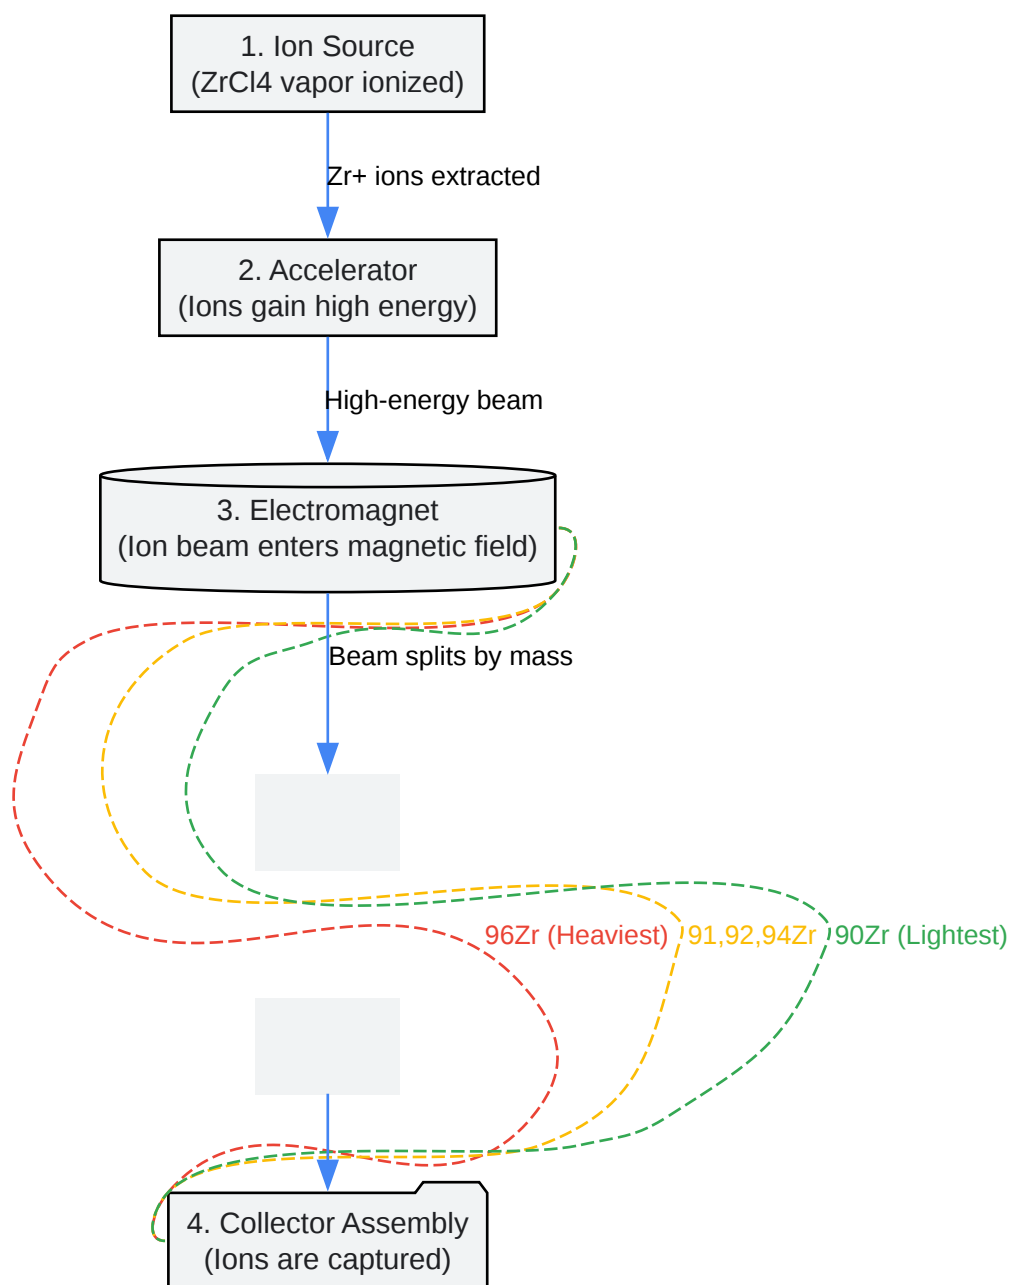 1. Ion Source
(ZrCl4 vapor ionized)
Zr+ ions extracted
2. Accelerator
(Ions gain high energy)
High-energy beam
3. Electromagnet
(Ion beam enters magnetic field)
Beam splits by mass
96Zr (Heaviest)
91,92,94Zr
90Zr (Lightest)
4. Collector Assembly
(Ions are captured)